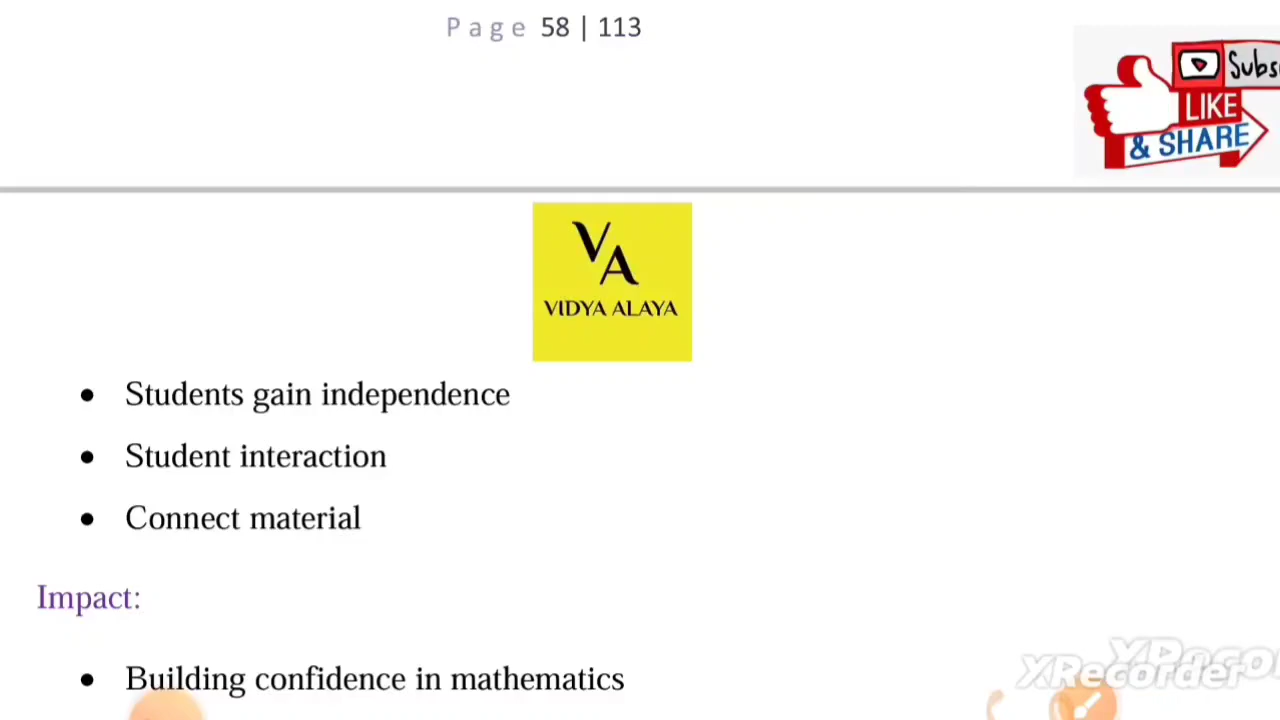 Page 58 | 113
LIKE
& SHARE
VA
VIDYA ALAYA
• Students gain independence
• Student interaction
• Connect material
Impact:
• Building confidence in mathematics
XRecorder